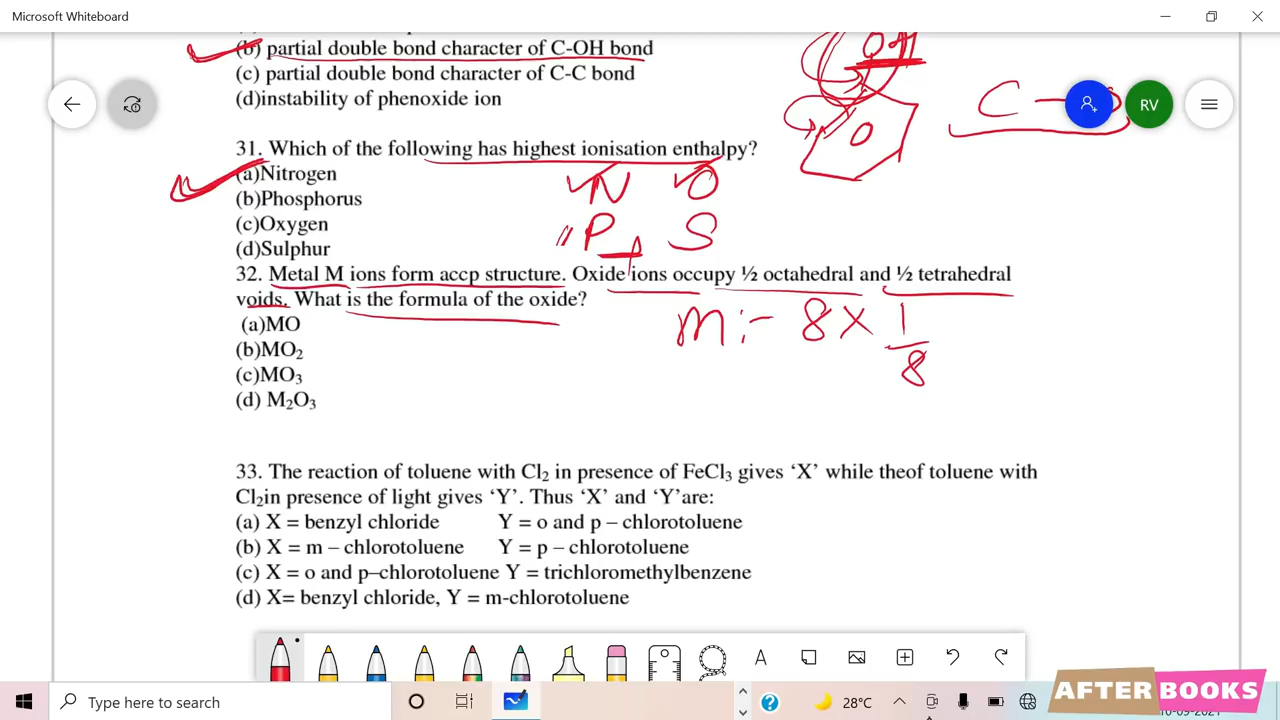 Microsoft Whiteboard
(b) partial double bond character of C-OH bond
(c) partial double bond character of C-C bond
(d)instability of phenoxide ion
OH
C
RV
31. Which of the following has highest ionisation enthalpy?
(a)Nitrogen
(b)Phosphorus
(c)Oxygen
(d)Sulphur
N O
P S
32. Metal M ions form accp structure. Oxide ions occupy ½ octahedral and ½ tetrahedral
voids. What is the formula of the oxide?
(a)MO
(b)MO₂
(c)MO₃
(d) M₂O₃
M :- 8 × 1/8
33. The reaction of toluene with Cl₂ in presence of FeCl₃ gives ‘X’ while theof toluene with
Cl₂in presence of light gives ‘Y’. Thus ‘X’ and ‘Y’are:
(a) X = benzyl chloride Y = o and p – chlorotoluene
(b) X = m – chlorotoluene Y = p – chlorotoluene
(c) X = o and p–chlorotoluene Y = trichloromethylbenzene
(d) X= benzyl chloride, Y = m-chlorotoluene
A
Type here to search
28°C
AFTER BOOKS